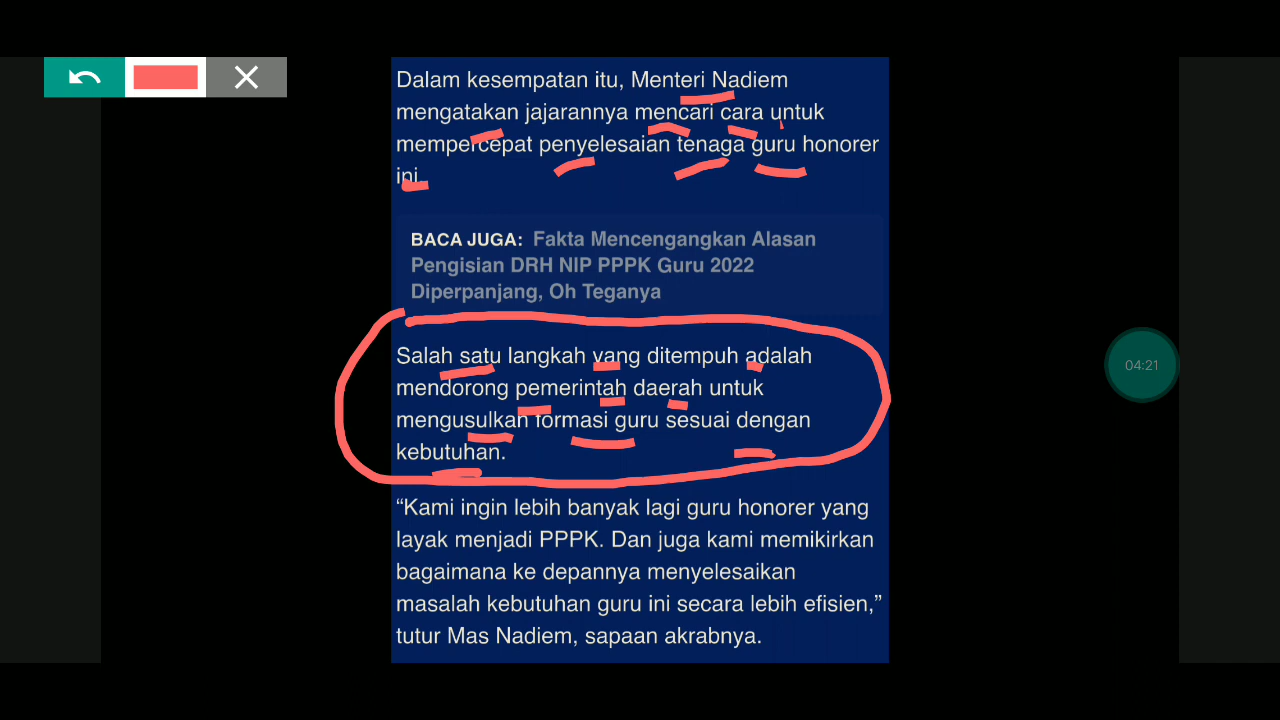 Dalam kesempatan itu, Menteri Nadiem
mengatakan jajarannya mencari cara untuk
mempercepat penyelesaian tenaga guru honorer
ini.
BACA JUGA: Fakta Mencengangkan Alasan
Pengisian DRH NIP PPPK Guru 2022
Diperpanjang, Oh Teganya
Salah satu langkah yang ditempuh adalah
mendorong pemerintah daerah untuk
mengusulkan formasi guru sesuai dengan
kebutuhan.
“Kami ingin lebih banyak lagi guru honorer yang
layak menjadi PPPK. Dan juga kami memikirkan
bagaimana ke depannya menyelesaikan
masalah kebutuhan guru ini secara lebih efisien,”
tutur Mas Nadiem, sapaan akrabnya.
04:21